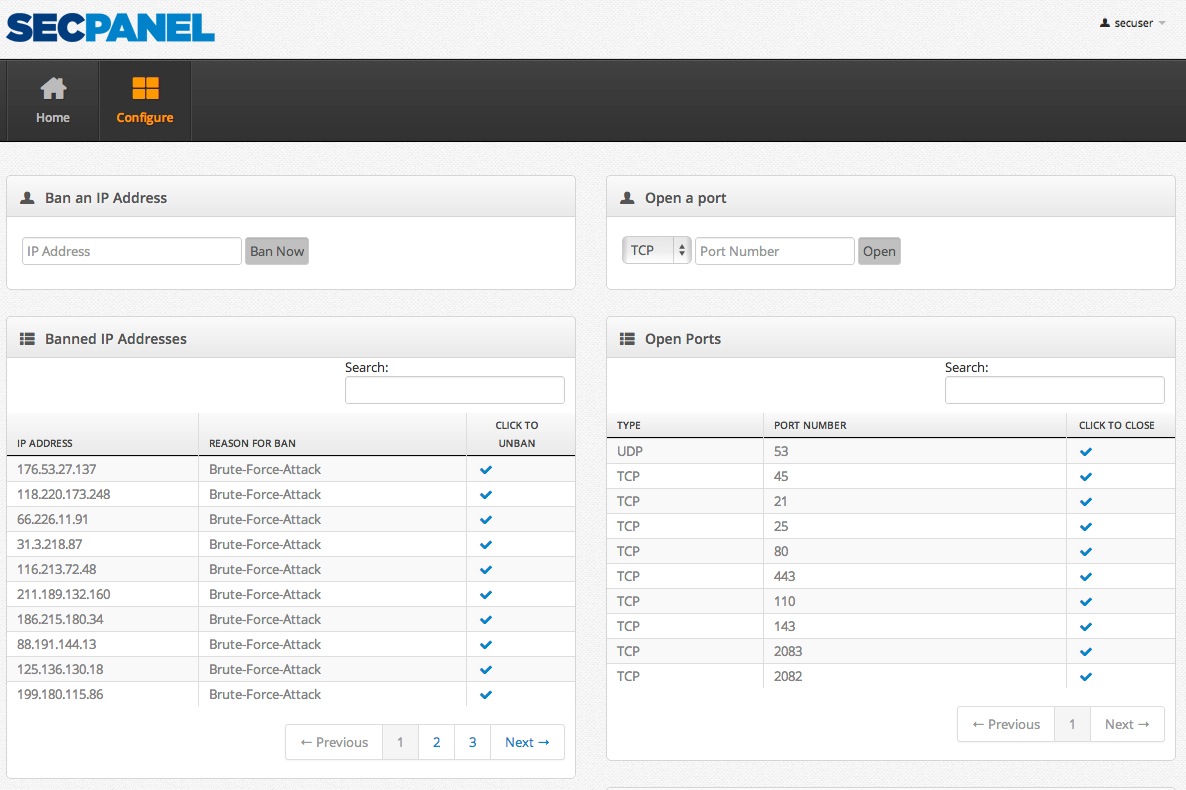 SECPANEL
secuser
Home
Configure
Ban an IP Address
IP Address
Ban Now
Open a port
TCP
Port Number
Open
Banned IP Addresses
Search:
IP ADDRESS REASON FOR BAN CLICK TO UNBAN
176.53.27.137 Brute-Force-Attack
118.220.173.248 Brute-Force-Attack
66.226.11.91 Brute-Force-Attack
31.3.218.87 Brute-Force-Attack
116.213.72.48 Brute-Force-Attack
211.189.132.160 Brute-Force-Attack
186.215.180.34 Brute-Force-Attack
88.191.144.13 Brute-Force-Attack
125.136.130.18 Brute-Force-Attack
199.180.115.86 Brute-Force-Attack
← Previous 1 2 3 Next →
Open Ports
Search:
TYPE PORT NUMBER CLICK TO CLOSE
UDP 53
TCP 45
TCP 21
TCP 25
TCP 80
TCP 443
TCP 110
TCP 143
TCP 2083
TCP 2082
← Previous 1 Next →